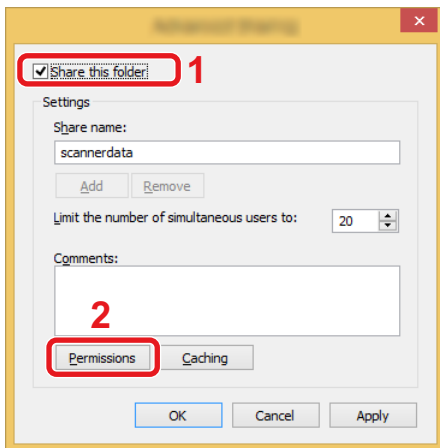 Share this folder 1
Settings
Share name:
scannerdata
Add Remove
Limit the number of simultaneous users to: 20
Comments:
2
Permissions Caching
OK Cancel Apply